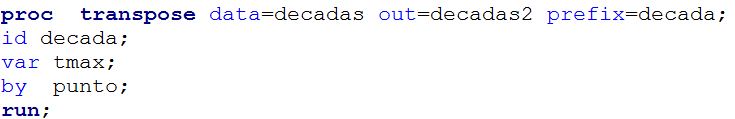 proc  transpose data=decadas out=decadas2 prefix=decada;
id decada;
var tmax;
by  punto;
run;